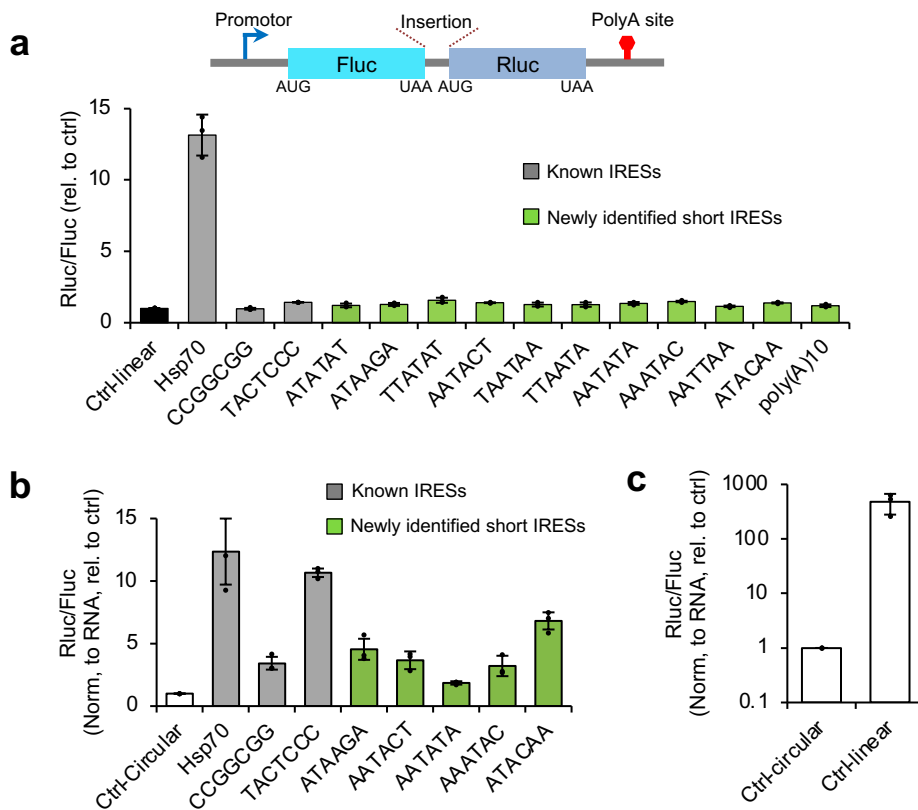 a
Promotor
Insertion
PolyA site
Fluc
Rluc
AUG
UAA
AUG
UAA
Rluc/Fluc (rel. to ctrl)
15
10
5
0
Known IRESs
Newly identified short IRESs
Ctrl-linear
Hsp70
CCGGCGG
TACTCCC
ATATAT
ATAAGA
TTATAT
AATACT
TAATAA
TTAATA
AATATA
AAATAC
AATTAA
ATACAA
poly(A)10
b
Rluc/Fluc
(Norm, to RNA, rel. to ctrl)
15
10
5
0
Known IRESs
Newly identified short IRESs
Ctrl-Circular
Hsp70
CCGGCGG
TACTCCC
ATAAGA
AATACT
AATATA
AAATAC
ATACAA
c
Rluc/Fluc
(Norm, to RNA, rel. to ctrl)
1000
100
10
1
0.1
Ctrl-circular
Ctrl-linear